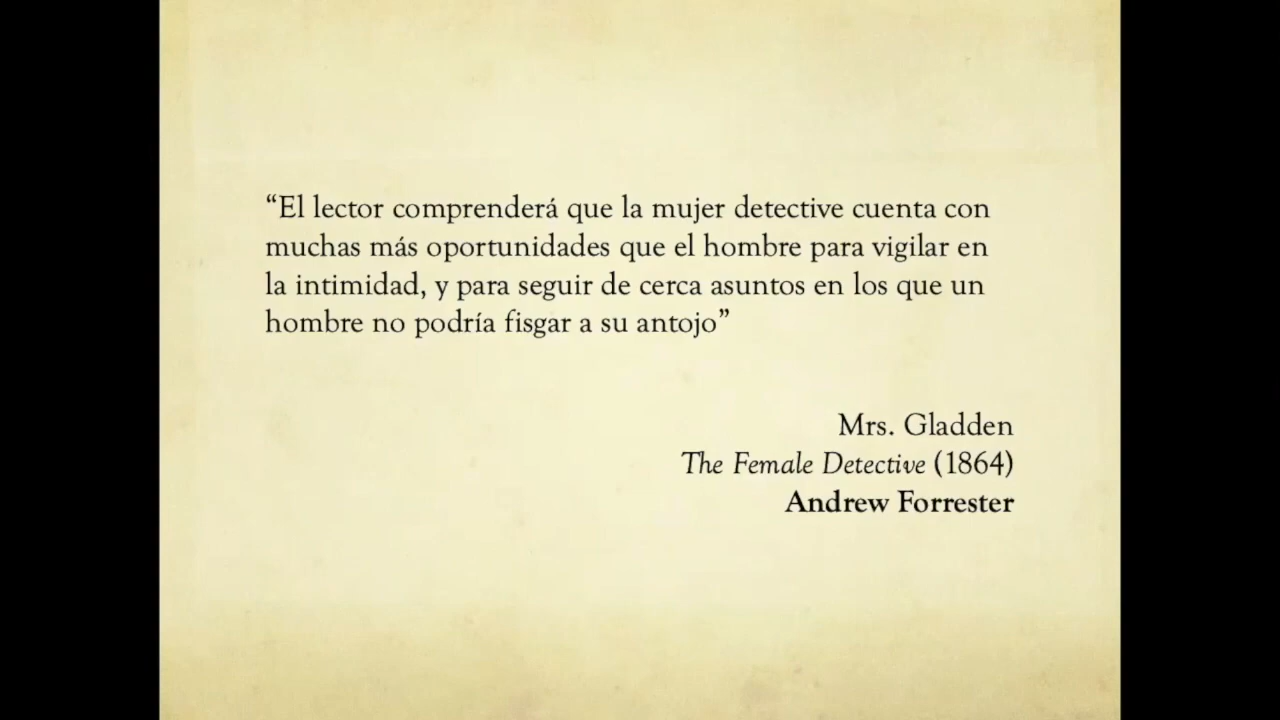 “El lector comprenderá que la mujer detective cuenta con
muchas más oportunidades que el hombre para vigilar en
la intimidad, y para seguir de cerca asuntos en los que un
hombre no podría fisgar a su antojo”
Mrs. Gladden
The Female Detective (1864)
Andrew Forrester